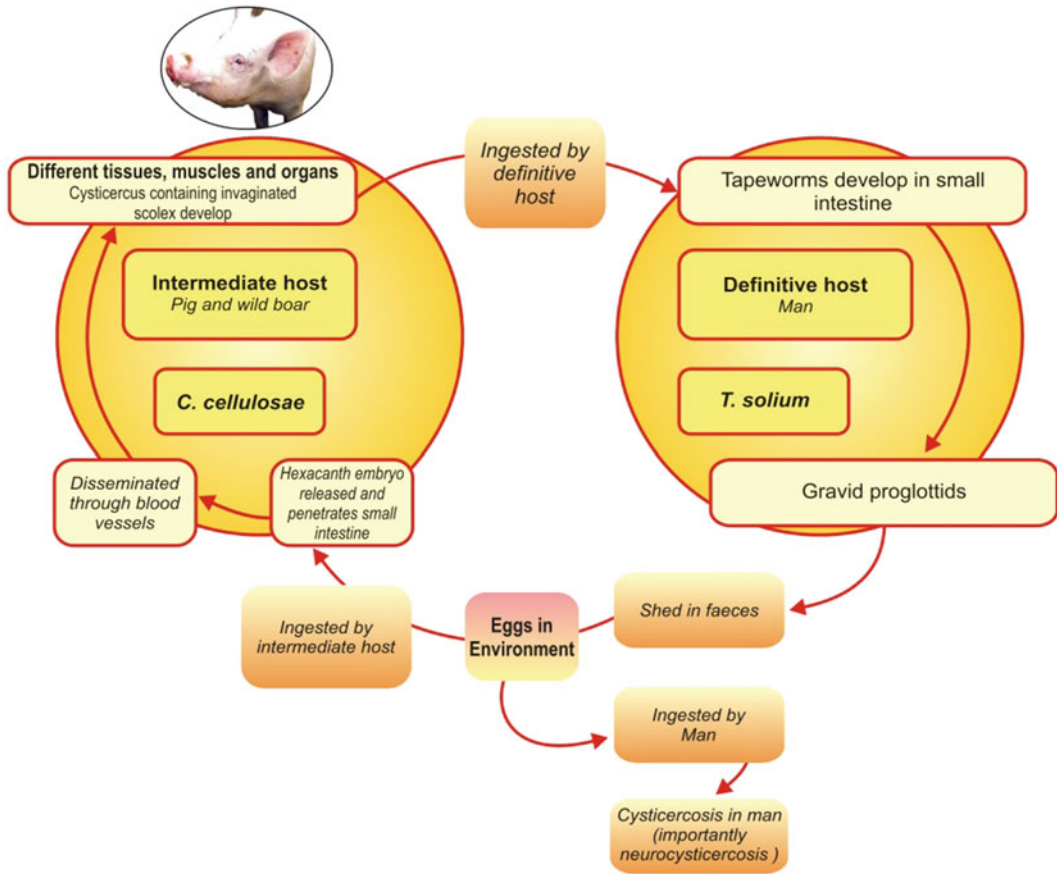 Different tissues, muscles and organs
Cysticercus containing invaginated
scolex develop
Ingested by
definitive
host
Tapeworms develop in small
intestine
Intermediate host
Pig and wild boar
Definitive host
Man
C. cellulosae
T. solium
Disseminated
through blood
vessels
Hexacanth embryo
released and
penetrates small
intestine
Gravid proglottids
Ingested by
intermediate host
Eggs in
Environment
Shed in faeces
Ingested by
Man
Cysticercosis in man
(importantly
neurocysticercosis )